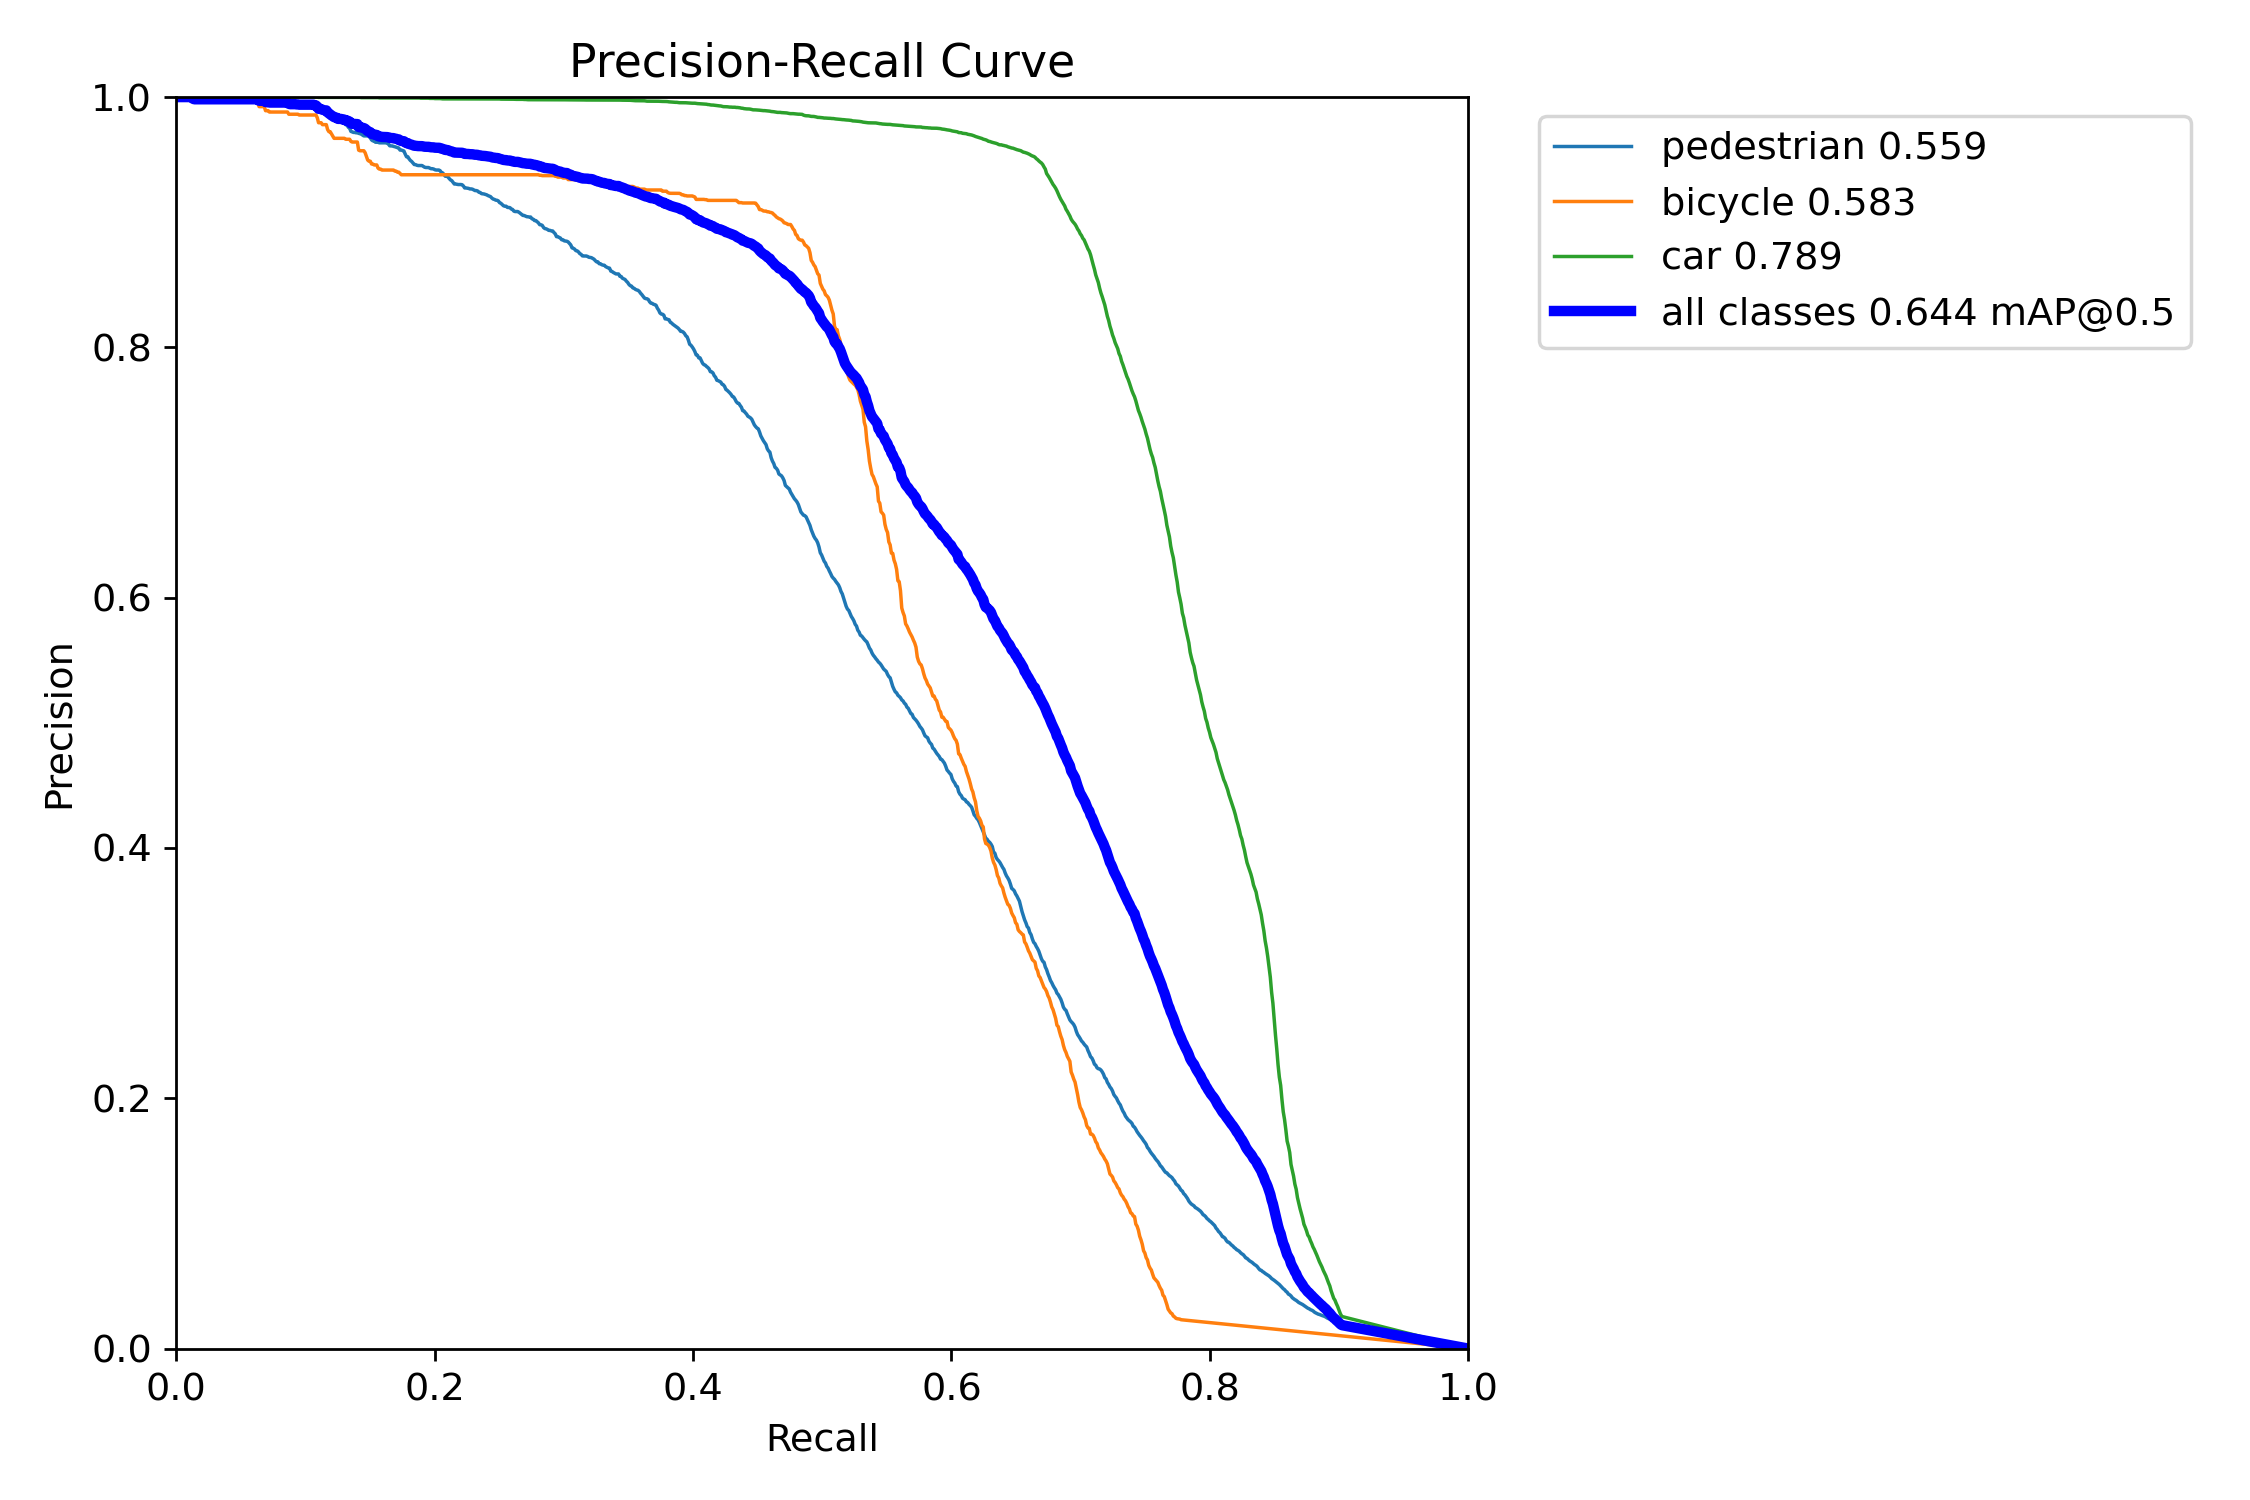 Precision-Recall Curve
1.0
0.8
0.6
0.4
0.2
0.0
Precision
0.0 0.2 0.4 0.6 0.8 1.0
Recall
pedestrian 0.559
bicycle 0.583
car 0.789
all classes 0.644 mAP@0.5